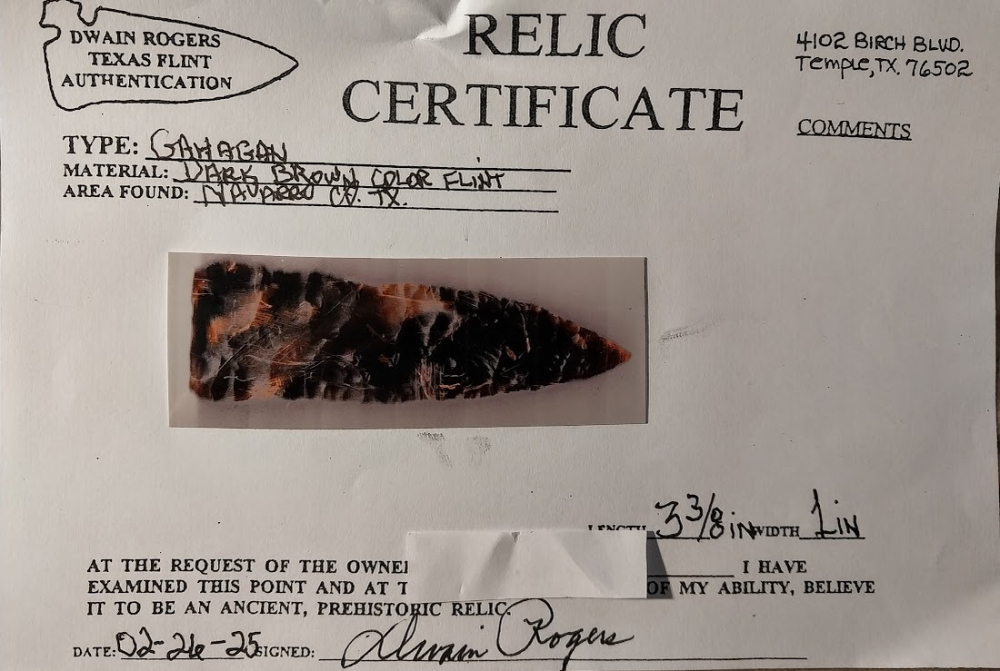 DWAIN ROGERS
TEXAS FLINT
AUTHENTICATION
RELIC
CERTIFICATE
4102 BIRCH BLVD.
Temple, TX. 76502
COMMENTS
TYPE: GAHAGAN
MATERIAL: DARK BROWN COLOR FLINT
AREA FOUND: NAVARRO CO. TX.
LENGTH 3 3/8 IN WIDTH 1 IN
AT THE REQUEST OF THE OWNE I HAVE
EXAMINED THIS POINT AND AT T OF MY ABILITY, BELIEVE
IT TO BE AN ANCIENT, PREHISTORIC RELIC.
DATE: 02-26-25 SIGNED: Dwain Rogers